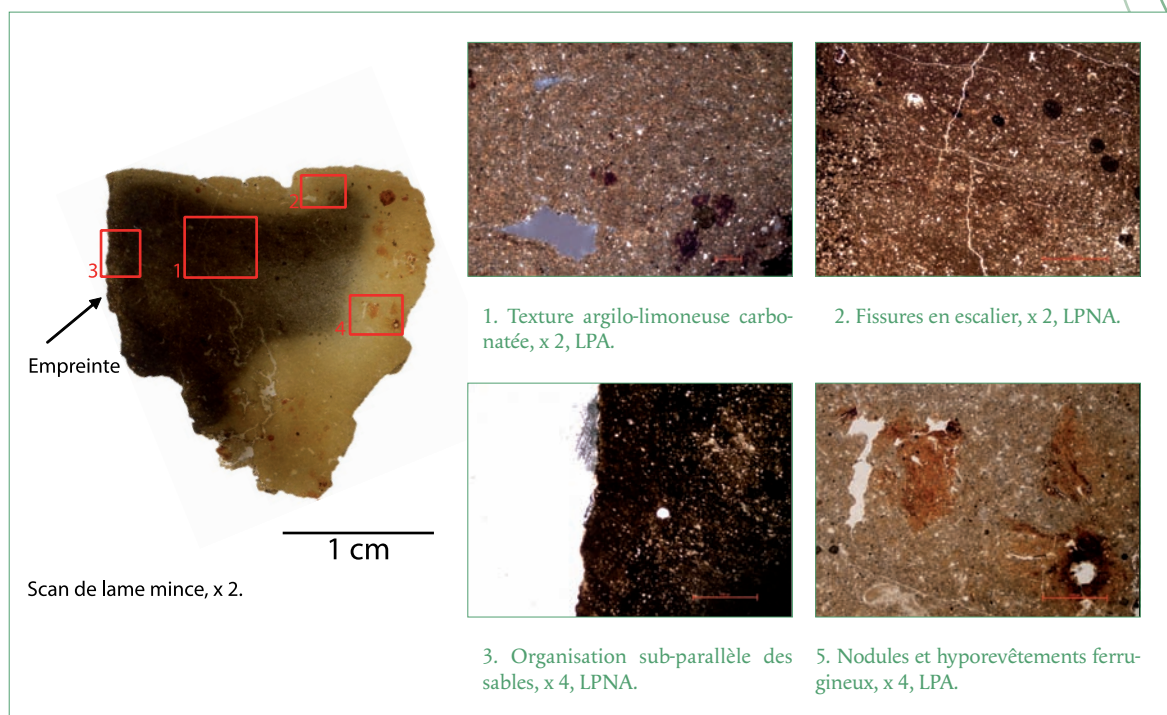 2
3
1
4
Empreinte
1 cm
Scan de lame mince, x 2.
1. Texture argilo-limoneuse carbo-
natée, x 2, LPA.
2. Fissures en escalier, x 2, LPNA.
3. Organisation sub-parallèle des
sables, x 4, LPNA.
5. Nodules et hyporevêtements ferru-
gineux, x 4, LPA.